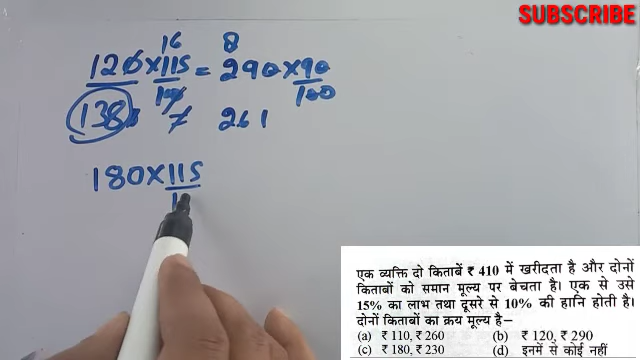 SUBSCRIBE
16 8
120×115/100 = 290×90/100
138 ≠ 261
180×115/1
एक व्यक्ति दो किताबें ₹ 410 में खरीदता है और दोनों
किताबों को समान मूल्य पर बेचता है। एक से उसे
15% का लाभ तथा दूसरे से 10% की हानि होती है।
दोनों किताबों का क्रय मूल्य है–
(a) ₹ 110, ₹ 260 (b) ₹ 120, ₹ 290
(c) ₹ 180, ₹ 230 (d) इनमें से कोई नहीं